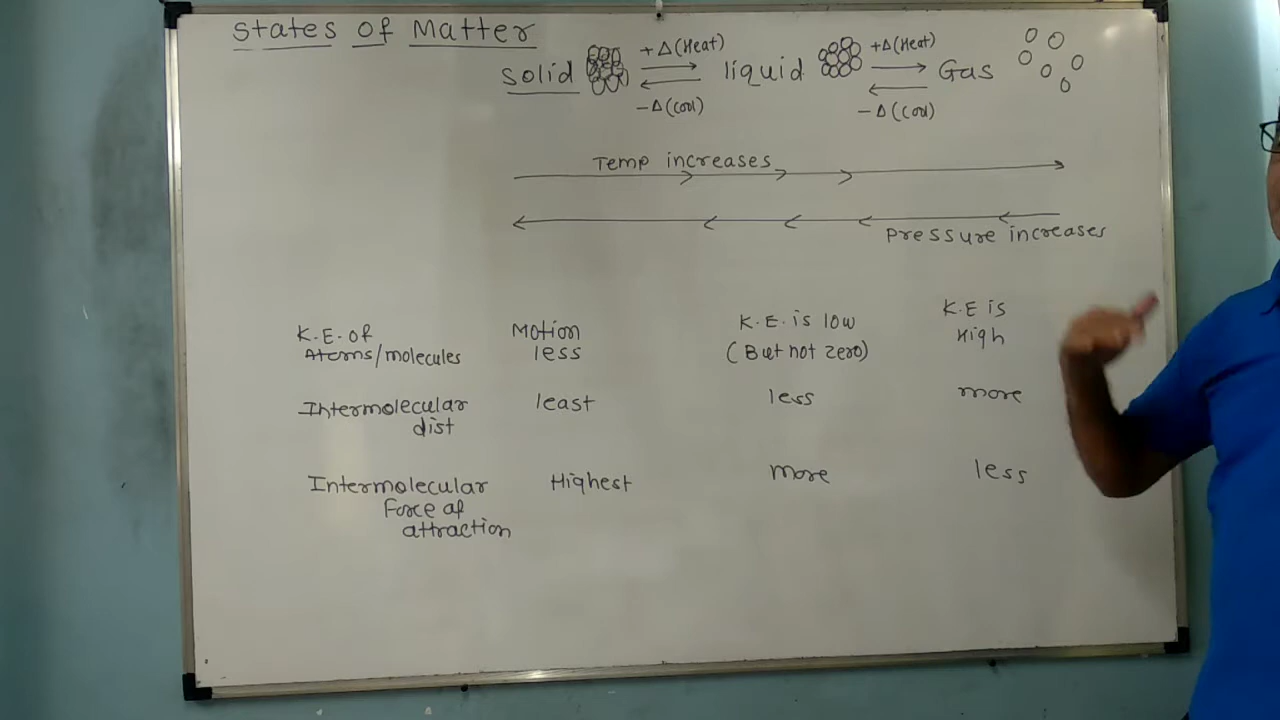 States of Matter
solid +Δ(Heat) liquid +Δ(Heat) Gas
-Δ(Cool) -Δ(Cool)
Temp increases
Pressure increases
K.E. of Motion K.E. is low K.E is
Atoms/molecules less (But not zero) High
Intermolecular least less more
dist
Intermolecular Highest more less
Force of
attraction